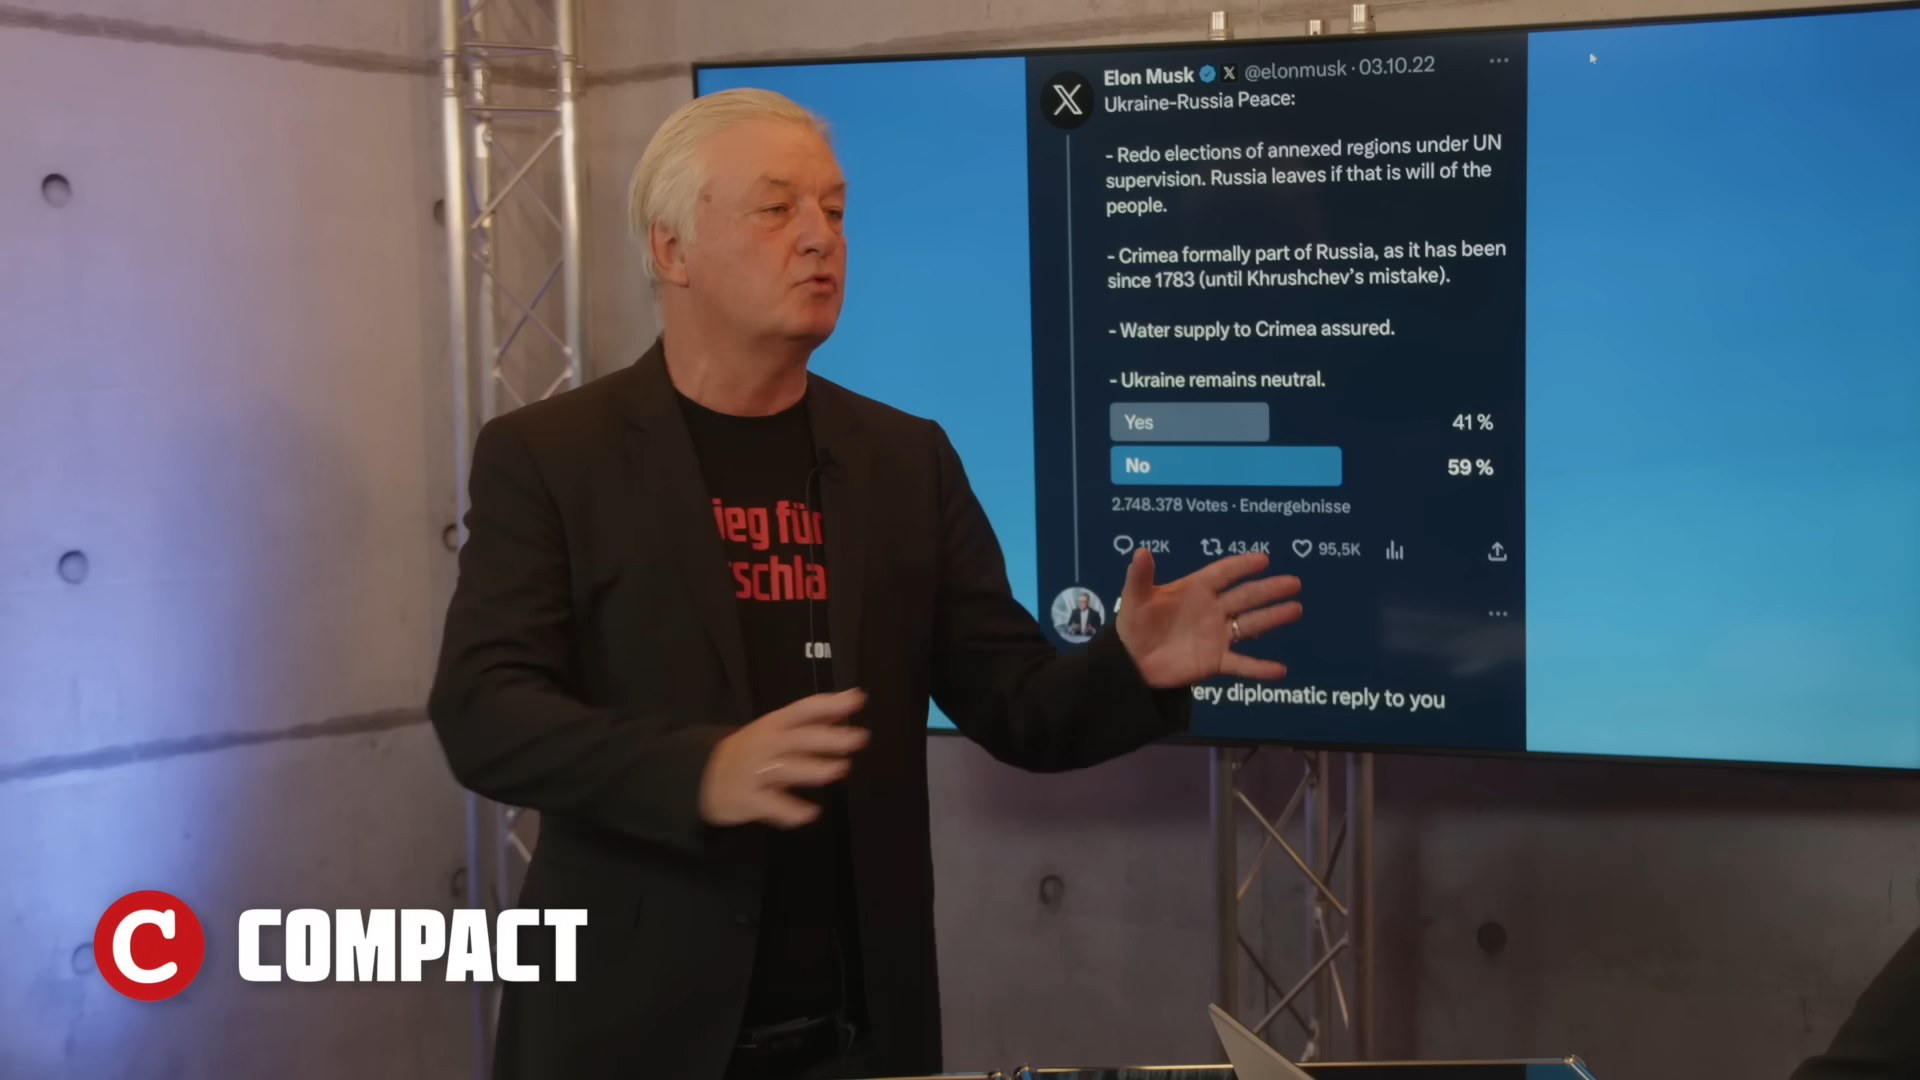 Elon Musk @elonmusk · 03.10.22
Ukraine-Russia Peace:
- Redo elections of annexed regions under UN
supervision. Russia leaves if that is will of the
people.
- Crimea formally part of Russia, as it has been
since 1783 (until Khrushchev's mistake).
- Water supply to Crimea assured.
- Ukraine remains neutral.
Yes 41 %
No 59 %
2.748.378 Votes · Endergebnisse
112K 43,4K 95,5K
diplomatic reply to you
für
C COMPACT